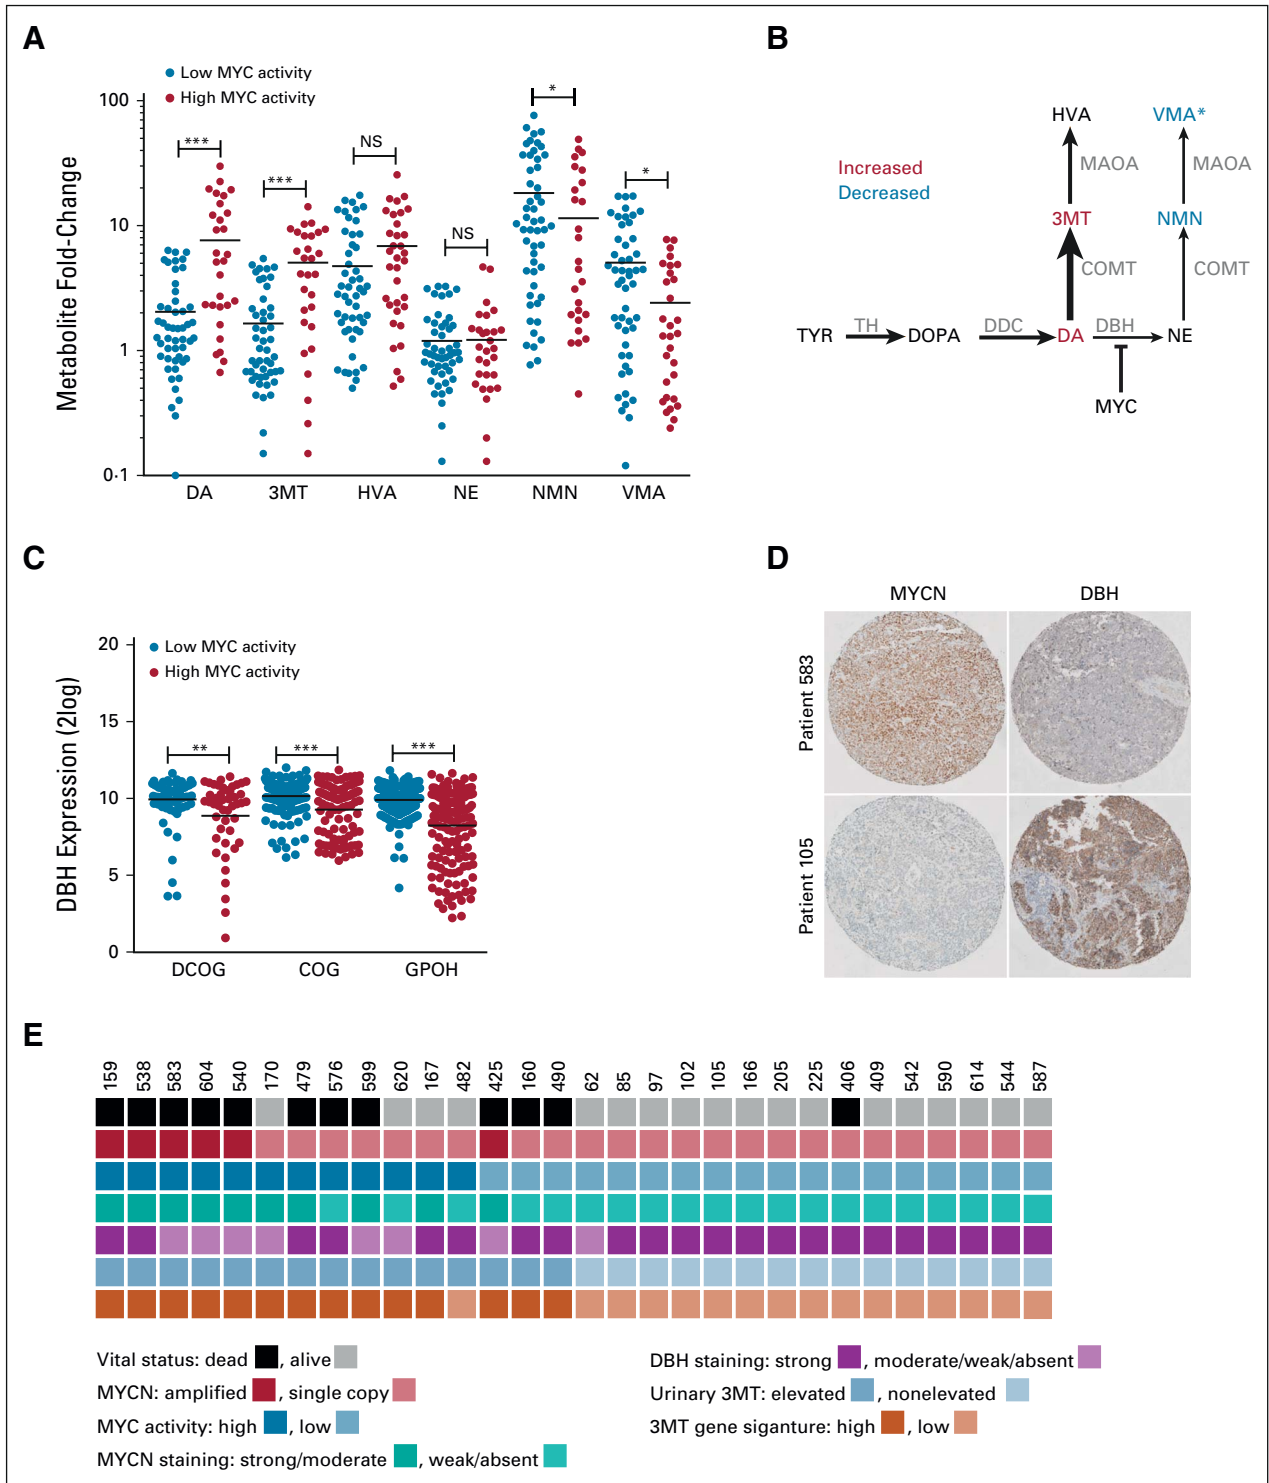 A
Low MYC activity
High MYC activity
Metabolite Fold-Change
100
10
1
0·1
***
***
NS
NS
*
*
DA 3MT HVA NE NMN VMA
B
Increased
Decreased
HVA VMA*
MAOA MAOA
3MT NMN
COMT COMT
TYR TH DOPA DDC DA DBH NE
MYC
C
Low MYC activity
High MYC activity
DBH Expression (2log)
20
15
10
5
0
** *** ***
DCOG COG GPOH
D
MYCN DBH
Patient 583
Patient 105
E
159 538 583 604 540 170 479 576 599 620 167 482 425 160 490 62 85 97 102 105 166 205 225 406 409 542 590 614 544 587
Vital status: dead , alive
MYCN: amplified , single copy
MYC activity: high , low
MYCN staining: strong/moderate , weak/absent
DBH staining: strong , moderate/weak/absent
Urinary 3MT: elevated , nonelevated
3MT gene siganture: high , low